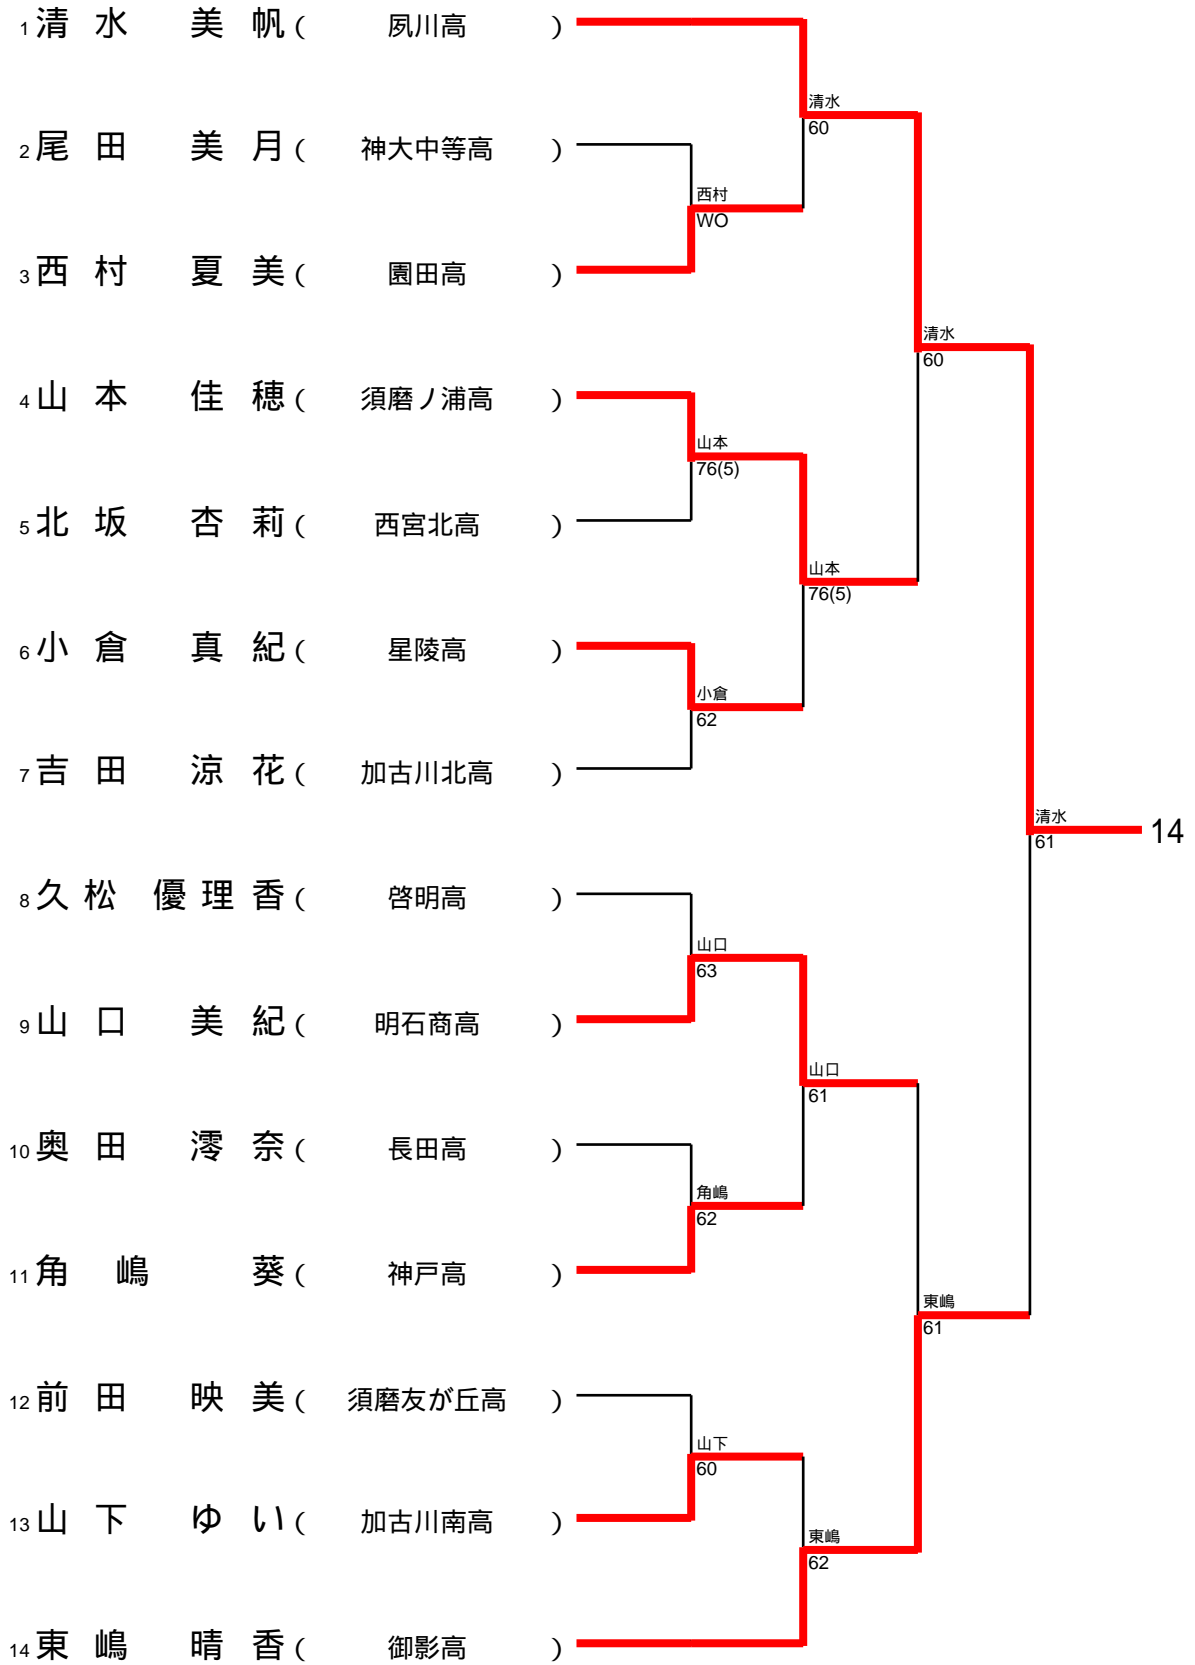 1 清水 美帆 ( 夙川高 )
清水
60
2 尾田 美月 ( 神大中等高 )
西村
WO
3 西村 夏美 ( 園田高 )
清水
60
4 山本 佳穂 ( 須磨ノ浦高 )
山本
76(5)
5 北坂 杏莉 ( 西宮北高 )
山本
76(5)
6 小倉 真紀 ( 星陵高 )
小倉
62
7 吉田 涼花 ( 加古川北高 )
清水
61
14
8 久松 優理香 ( 啓明高 )
山口
63
9 山口 美紀 ( 明石商高 )
山口
61
10 奥田 澪奈 ( 長田高 )
角嶋
62
11 角嶋 葵 ( 神戸高 )
東嶋
61
12 前田 映美 ( 須磨友が丘高 )
山下
60
13 山下 ゆい ( 加古川南高 )
東嶋
62
14 東嶋 晴香 ( 御影高 )